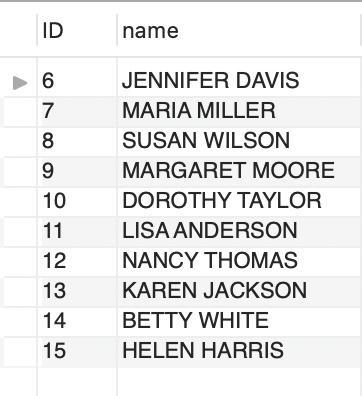 ID name
6 JENNIFER DAVIS
7 MARIA MILLER
8 SUSAN WILSON
9 MARGARET MOORE
10 DOROTHY TAYLOR
11 LISA ANDERSON
12 NANCY THOMAS
13 KAREN JACKSON
14 BETTY WHITE
15 HELEN HARRIS